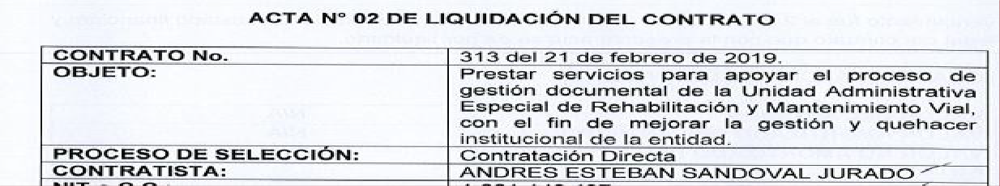 ACTA N° 02 DE LIQUIDACIÓN DEL CONTRATO
CONTRATO No. 313 del 21 de febrero de 2019.
OBJETO: Prestar servicios para apoyar el proceso de
gestión documental de la Unidad Administrativa
Especial de Rehabilitación y Mantenimiento Vial,
con el fin de mejorar la gestión y quehacer
institucional de la entidad.
PROCESO DE SELECCIÓN: Contratación Directa
CONTRATISTA: ANDRES ESTEBAN SANDOVAL JURADO